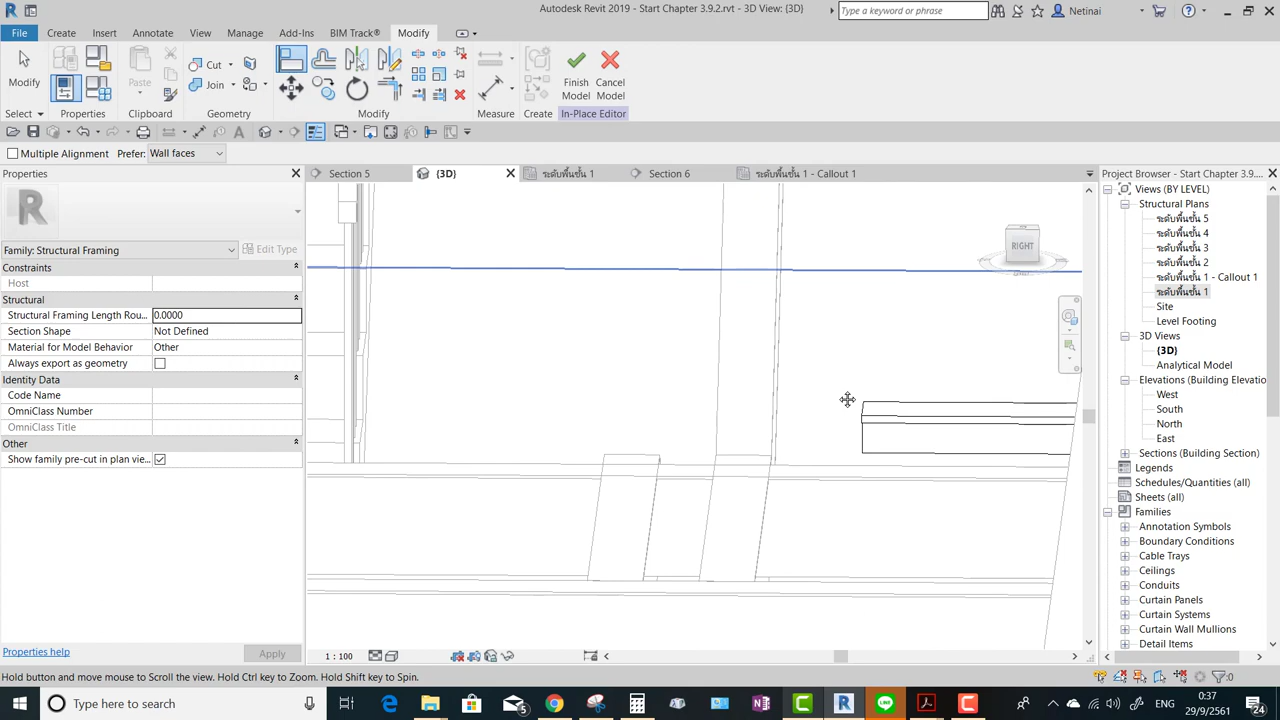 Autodesk Revit 2019 - Start Chapter 3.9.2.rvt - 3D View: {3D}
Type a keyword or phrase
Netinai
File
Create
Insert
Annotate
View
Manage
Add-Ins
BIM Track®
Modify
Modify
Paste
Cut
Join
Finish
Model
Cancel
Model
Select
Properties
Clipboard
Geometry
Modify
Measure
Create
In-Place Editor
Multiple Alignment
Prefer:
Wall faces
Properties
Section 5
{3D}
ระดับพื้นชั้น 1
Section 6
ระดับพื้นชั้น 1 - Callout 1
Project Browser - Start Chapter 3.9.2...
Family: Structural Framing
Edit Type
Constraints
Host
Structural
Structural Framing Length Rou...
0.0000
Section Shape
Not Defined
Material for Model Behavior
Other
Always export as geometry
Identity Data
Code Name
OmniClass Number
OmniClass Title
Other
Show family pre-cut in plan vie...
Properties help
Apply
RIGHT
Views (BY LEVEL)
Structural Plans
ระดับพื้นชั้น 5
ระดับพื้นชั้น 4
ระดับพื้นชั้น 3
ระดับพื้นชั้น 2
ระดับพื้นชั้น 1 - Callout 1
ระดับพื้นชั้น 1
Site
Level Footing
3D Views
{3D}
Analytical Model
Elevations (Building Elevatio
West
South
North
East
Sections (Building Section)
Legends
Schedules/Quantities (all)
Sheets (all)
Families
Annotation Symbols
Boundary Conditions
Cable Trays
Ceilings
Conduits
Curtain Panels
Curtain Systems
Curtain Wall Mullions
Detail Items
1 : 100
Hold button and move mouse to Scroll the view. Hold Ctrl key to Zoom. Hold Shift key to Spin.
:0
Type here to search
5
ENG
0:37
29/9/2561
24